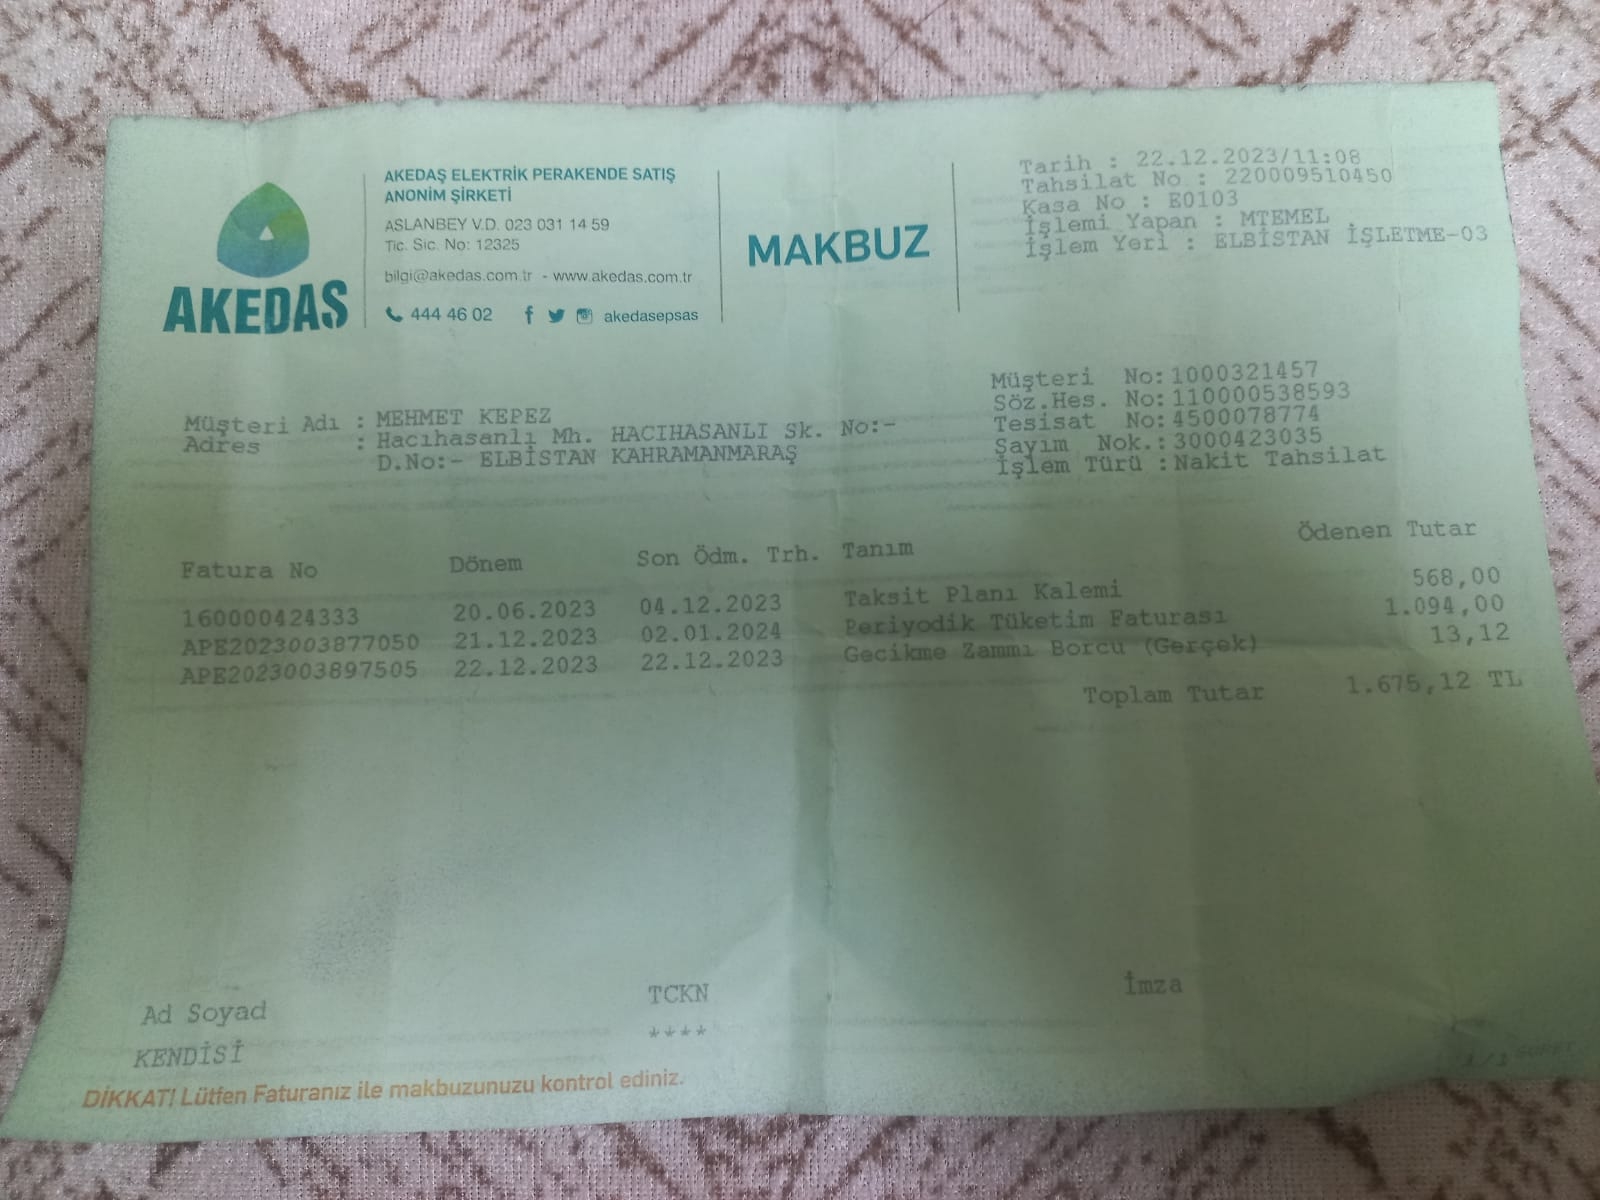 AKEDAŞ
AKEDAŞ ELEKTRİK PERAKENDE SATIŞ
ANONİM ŞİRKETİ
ASLANBEY V.D. 023 031 14 59
Tic. Sic. No: 12325
bilgi@akedas.com.tr - www.akedas.com.tr
444 46 02 akedasepsas
MAKBUZ
Tarih : 22.12.2023/11:08
Tahsilat No : 220009510450
Kasa No : E0103
İşlemi Yapan : MTEMEL
İşlem Yeri : ELBİSTAN İŞLETME-03
Müşteri Adı : MEHMET KEPEZ
Adres : Hacıhasanlı Mh. HACIHASANLI Sk. No:-
D.No:- ELBİSTAN KAHRAMANMARAŞ
Müşteri No:1000321457
Söz.Hes. No:110000538593
Tesisat No:4500078774
Sayım Nok.:3000423035
İşlem Türü :Nakit Tahsilat
Fatura No Dönem Son Ödm. Trh. Tanım Ödenen Tutar
160000424333 20.06.2023 04.12.2023 Taksit Planı Kalemi 568,00
APE2023003877050 21.12.2023 02.01.2024 Periyodik Tüketim Faturası 1.094,00
APE2023003897505 22.12.2023 22.12.2023 Gecikme Zammı Borcu (Gerçek) 13,12
Toplam Tutar 1.675,12 TL
Ad Soyad TCKN İmza
KENDİSİ ****
DİKKAT! Lütfen Faturanız ile makbuzunuzu kontrol ediniz.